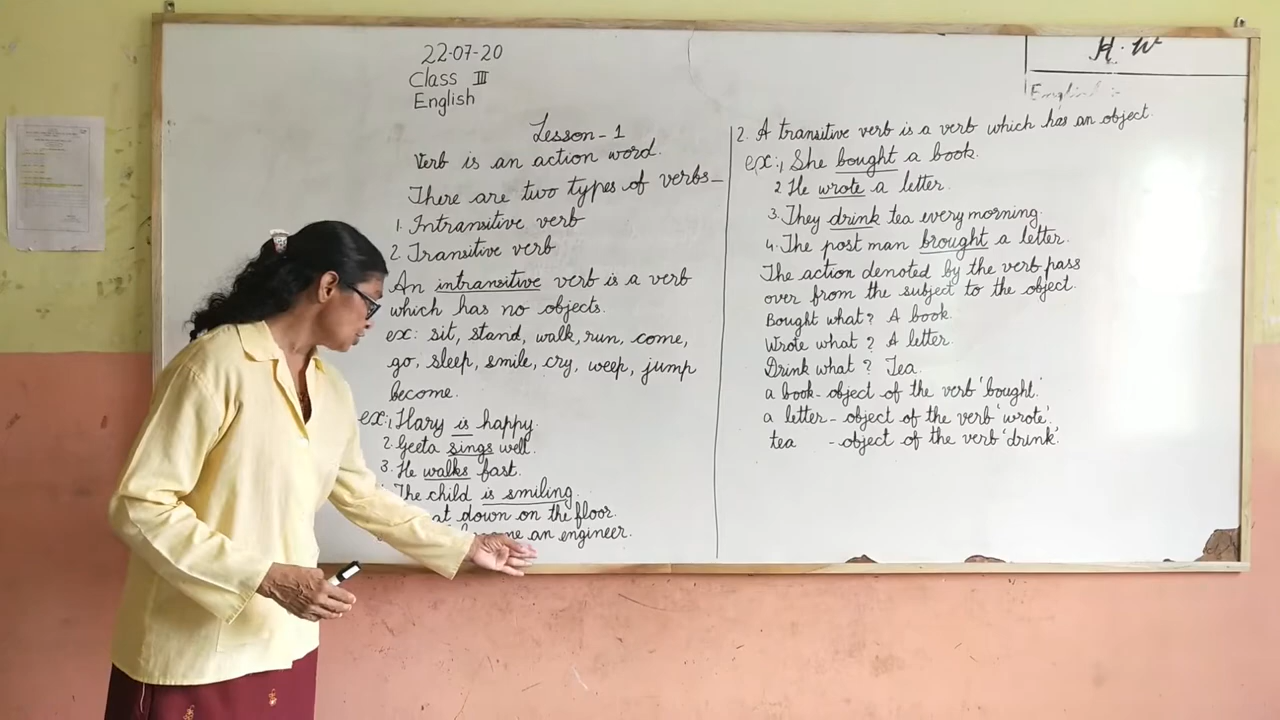 22-07-20
Class III
English
Lesson-1
Verb is an action word.
There are two types of verbs-
1. Intransitive verb
2. Transitive verb
An intransitive verb is a verb
which has no objects.
ex: sit, stand, walk, run, come,
go, sleep, smile, cry, weep, jump
become.
ex: 1 Hary is happy.
2. Geeta sings well.
3. He walks fast.
The child is smiling.
at down on the floor.
an engineer.
H.W
English :-
2. A transitive verb is a verb which has an object.
ex: 1, She bought a book.
2 He wrote a letter.
3. They drink tea every morning.
4. The post man brought a letter.
The action denoted by the verb pass
over from the subject to the object.
Bought what? A book.
Wrote what? A letter.
Drink what? Tea.
a book- object of the verb 'bought'.
a letter- object of the verb 'wrote'.
tea - object of the verb 'drink'.